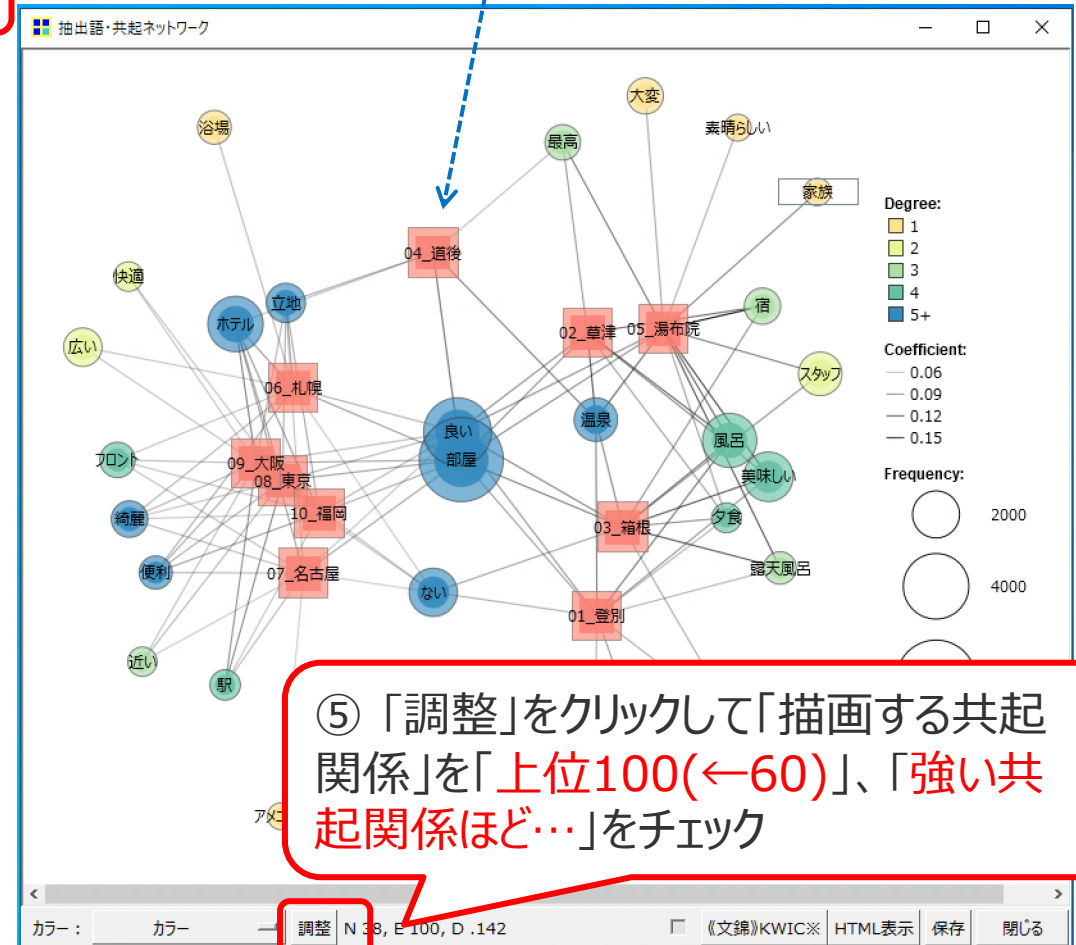 抽出語・共起ネットワーク
大変
浴場
素晴らしい
最高
家族
Degree:
1
2
3
4
5+
04_道後
快適
立地
宿
ホテル
02_草津
05_湯布院
広い
Coefficient:
0.06
0.09
0.12
0.15
スタッフ
06_札幌
温泉
良い
風呂
部屋
フロント
09_大阪
美味しい
Frequency:
08_東京
10_福岡
2000
綺麗
夕食
03_箱根
便利
07_名古屋
露天風呂
4000
ない
01_登別
近い
駅
⑤「調整」をクリックして「描画する共起
関係」を「上位100(←60)」、「強い共
起関係ほど…」をチェック
カラー : カラー 調整 N 38, E 100, D .142 《文錦》KWIC※ HTML表示 保存 閉じる